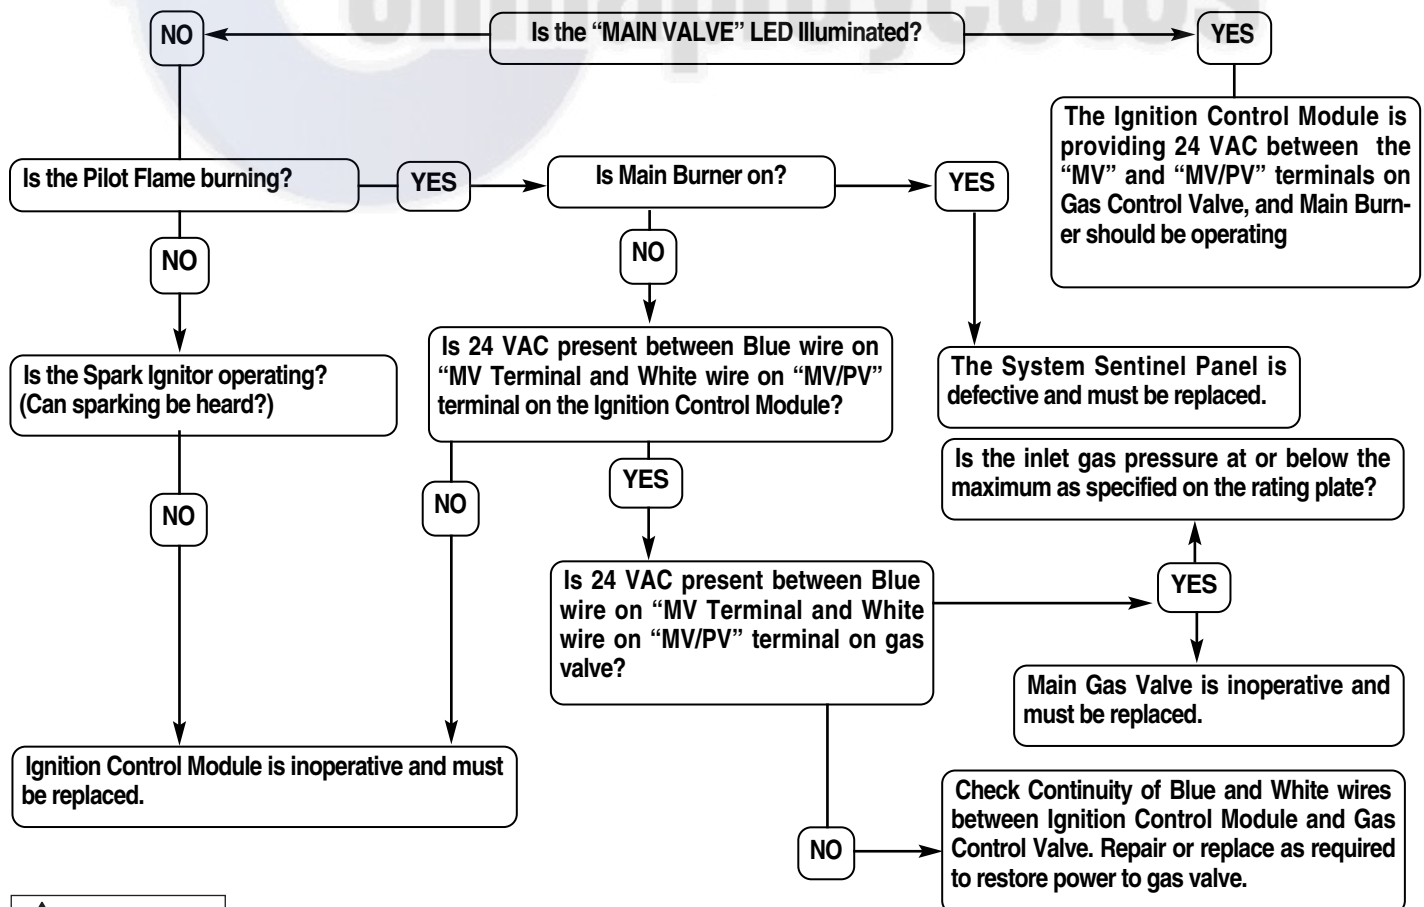 NO
Is the “MAIN VALVE” LED Illuminated?
YES
The Ignition Control Module is
providing 24 VAC between the
“MV” and “MV/PV” terminals on
Gas Control Valve, and Main Burn-
er should be operating
Is the Pilot Flame burning?
YES
Is Main Burner on?
YES
NO
NO
Is the Spark Ignitor operating?
(Can sparking be heard?)
Is 24 VAC present between Blue wire on
“MV Terminal and White wire on “MV/PV”
terminal on the Ignition Control Module?
The System Sentinel Panel is
defective and must be replaced.
Is the inlet gas pressure at or below the
maximum as specified on the rating plate?
NO
NO
YES
Is 24 VAC present between Blue
wire on “MV Terminal and White
wire on “MV/PV” terminal on gas
valve?
YES
Main Gas Valve is inoperative and
must be replaced.
Ignition Control Module is inoperative and must
be replaced.
NO
Check Continuity of Blue and White wires
between Ignition Control Module and Gas
Control Valve. Repair or replace as required
to restore power to gas valve.